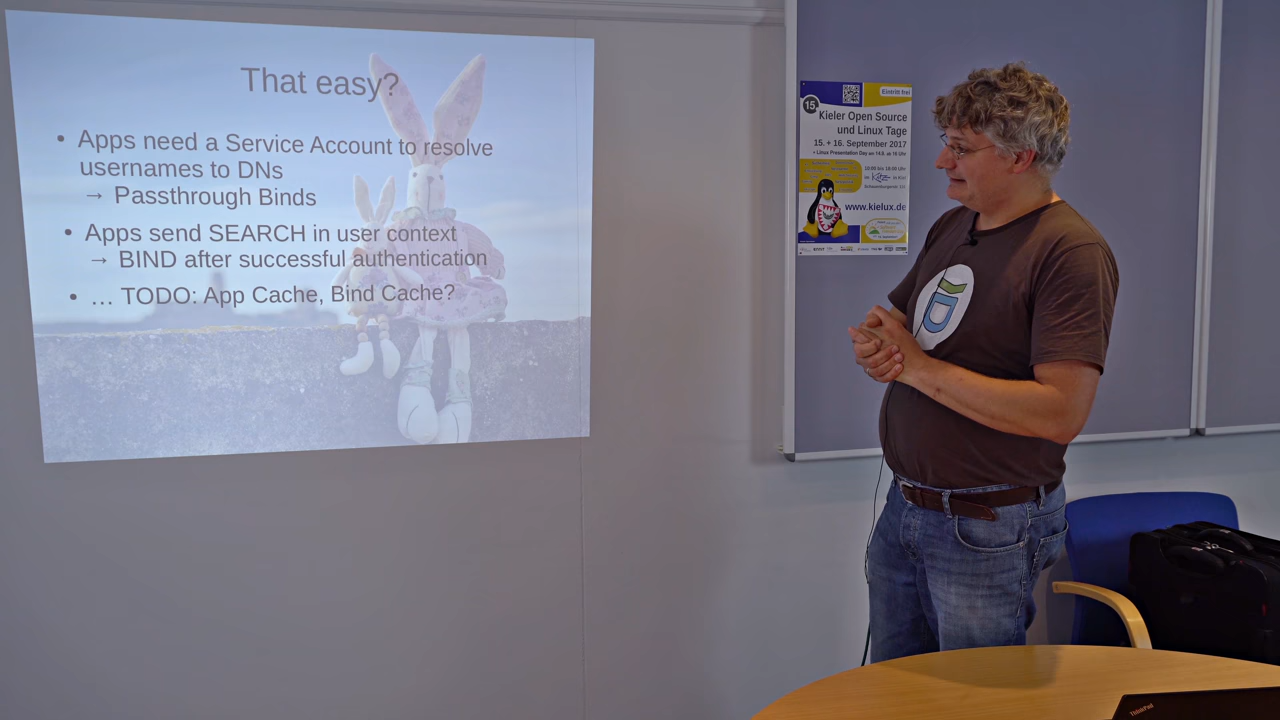 That easy?
• Apps need a Service Account to resolve
usernames to DNs
→ Passthrough Binds
• Apps send SEARCH in user context
→ BIND after successful authentication
• … TODO: App Cache, Bind Cache?
Eintritt frei
15.
Kieler Open Source
und Linux Tage
15. + 16. September 2017
www.kielux.de
ThinkPad